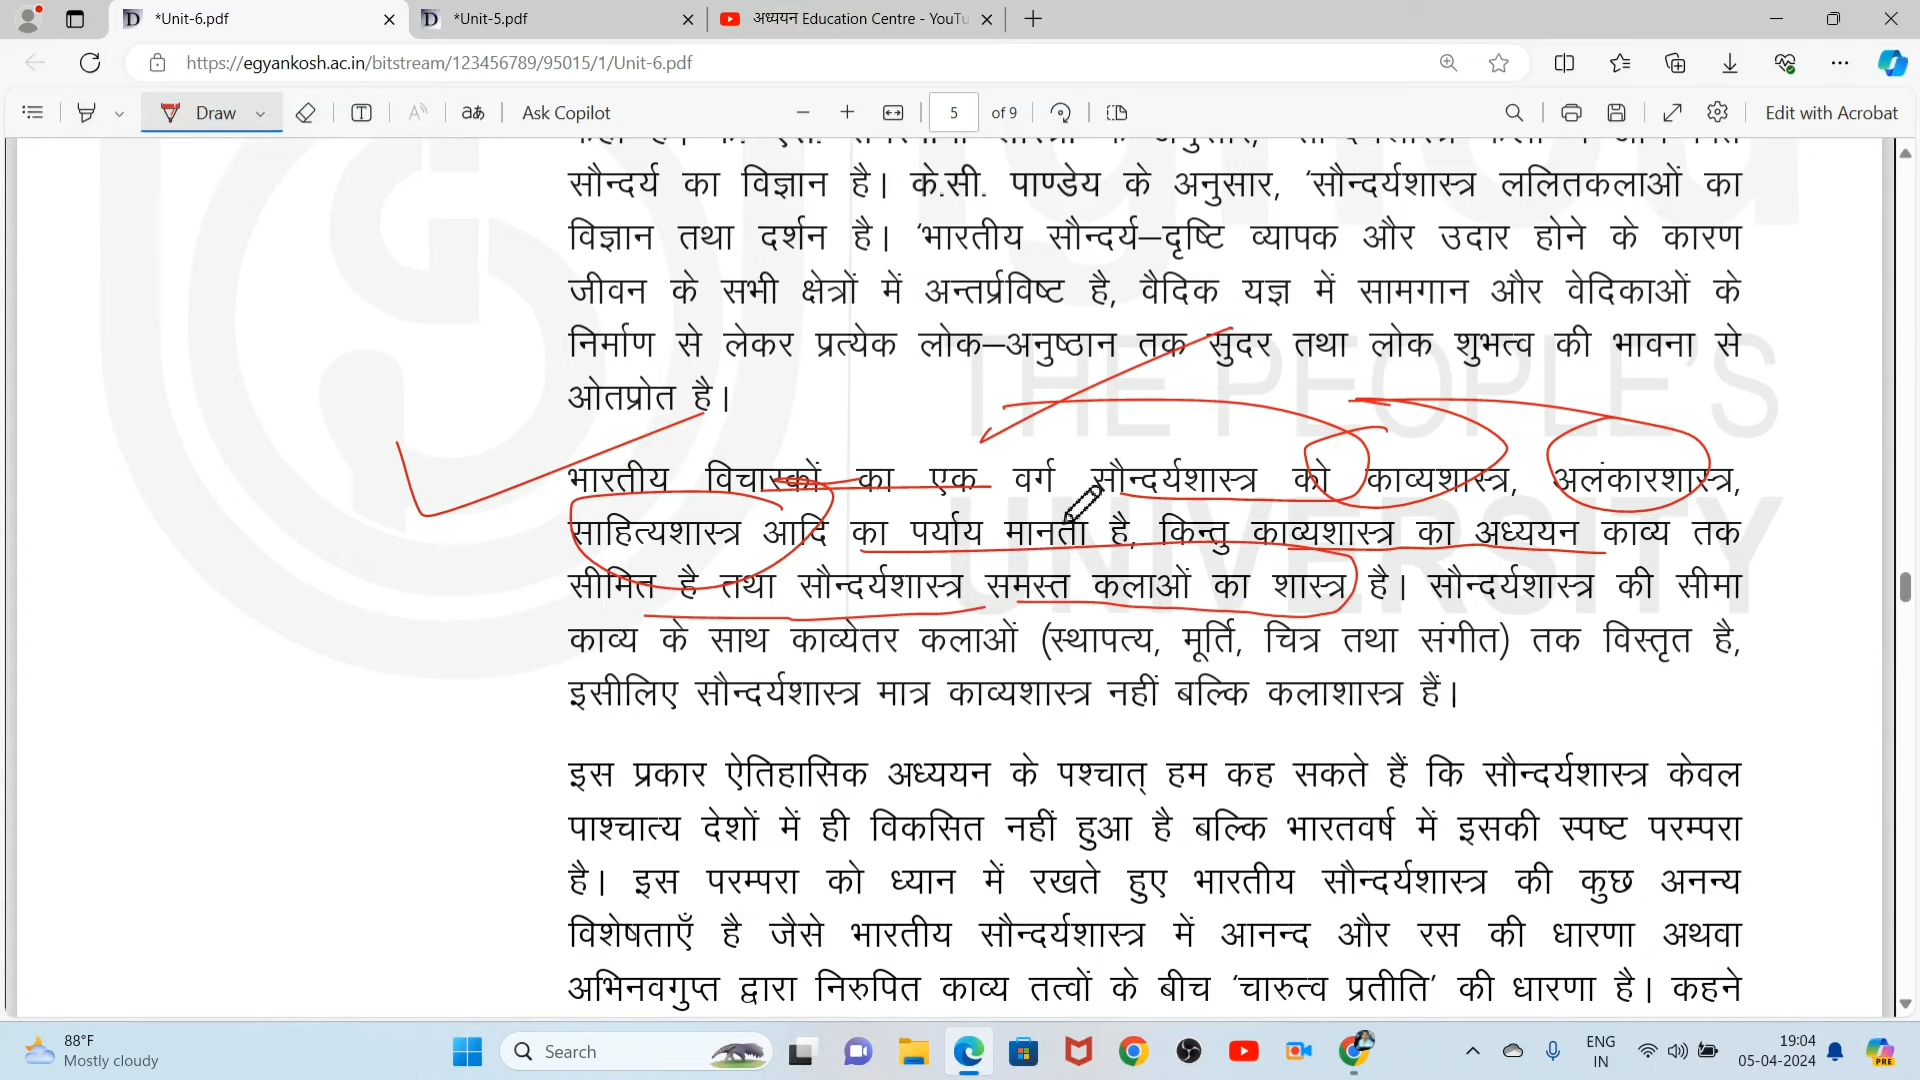 *Unit-6.pdf
*Unit-5.pdf
अध्ययन Education Centre - YouTu
https://egyankosh.ac.in/bitstream/123456789/95015/1/Unit-6.pdf
Draw
aあ
Ask Copilot
5 of 9
Edit with Acrobat
सौन्दर्य का विज्ञान है। के.सी. पाण्डेय के अनुसार, ‘सौन्दर्यशास्त्र ललितकलाओं का
विज्ञान तथा दर्शन है। ‘भारतीय सौन्दर्य–दृष्टि व्यापक और उदार होने के कारण
जीवन के सभी क्षेत्रों में अन्तर्प्रविष्ट है, वैदिक यज्ञ में सामगान और वेदिकाओं के
निर्माण से लेकर प्रत्येक लोक–अनुष्ठान तक सुदर तथा लोक शुभत्व की भावना से
ओतप्रोत है।
भारतीय विचारकों का एक वर्ग सौन्दर्यशास्त्र को काव्यशास्त्र, अलंकारशास्त्र,
साहित्यशास्त्र आदि का पर्याय मानता है, किन्तु काव्यशास्त्र का अध्ययन काव्य तक
सीमित है तथा सौन्दर्यशास्त्र समस्त कलाओं का शास्त्र है। सौन्दर्यशास्त्र की सीमा
काव्य के साथ काव्येतर कलाओं (स्थापत्य, मूर्ति, चित्र तथा संगीत) तक विस्तृत है,
इसीलिए सौन्दर्यशास्त्र मात्र काव्यशास्त्र नहीं बल्कि कलाशास्त्र हैं।
इस प्रकार ऐतिहासिक अध्ययन के पश्चात् हम कह सकते हैं कि सौन्दर्यशास्त्र केवल
पाश्चात्य देशों में ही विकसित नहीं हुआ है बल्कि भारतवर्ष में इसकी स्पष्ट परम्परा
है। इस परम्परा को ध्यान में रखते हुए भारतीय सौन्दर्यशास्त्र की कुछ अनन्य
विशेषताएँ है जैसे भारतीय सौन्दर्यशास्त्र में आनन्द और रस की धारणा अथवा
अभिनवगुप्त द्वारा निरुपित काव्य तत्वों के बीच ‘चारुत्व प्रतीति’ की धारणा है। कहने
THE PEOPLE'S
UNIVERSITY
88°F
Mostly cloudy
Search
ENG
IN
19:04
05-04-2024
PRE